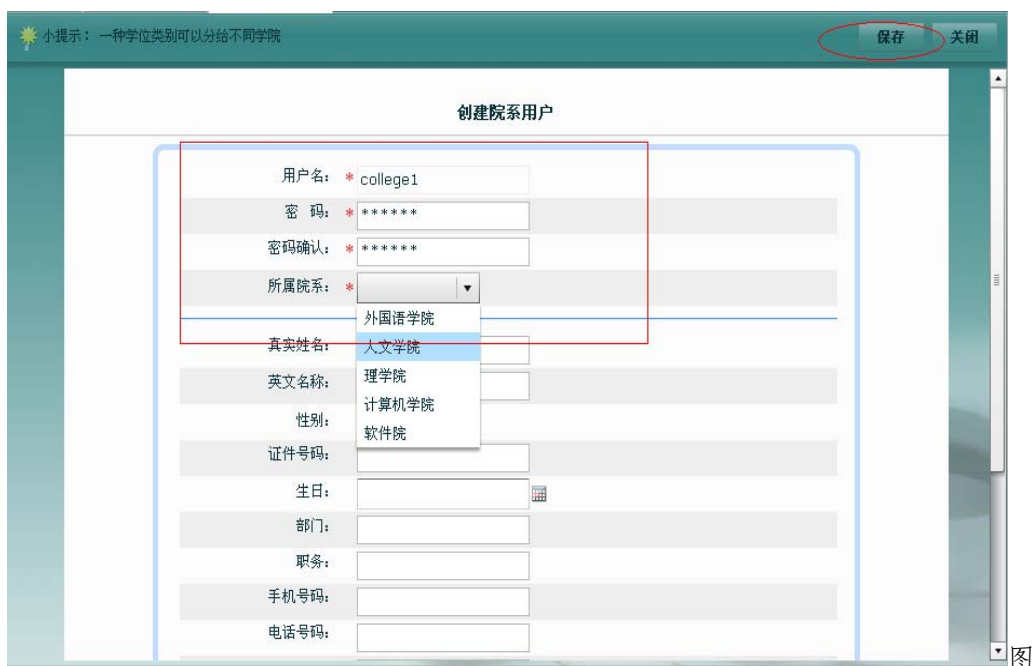 小提示： 一种学位类别可以分给不同学院
保存
关闭
创建院系用户
用户名： * college1
密 码： * ******
密码确认： * ******
所属院系： *
外国语学院
真实姓名： 人文学院
英文名称： 理学院
计算机学院
性别：
软件院
证件号码：
生日：
部门：
职务：
手机号码：
电话号码：
图